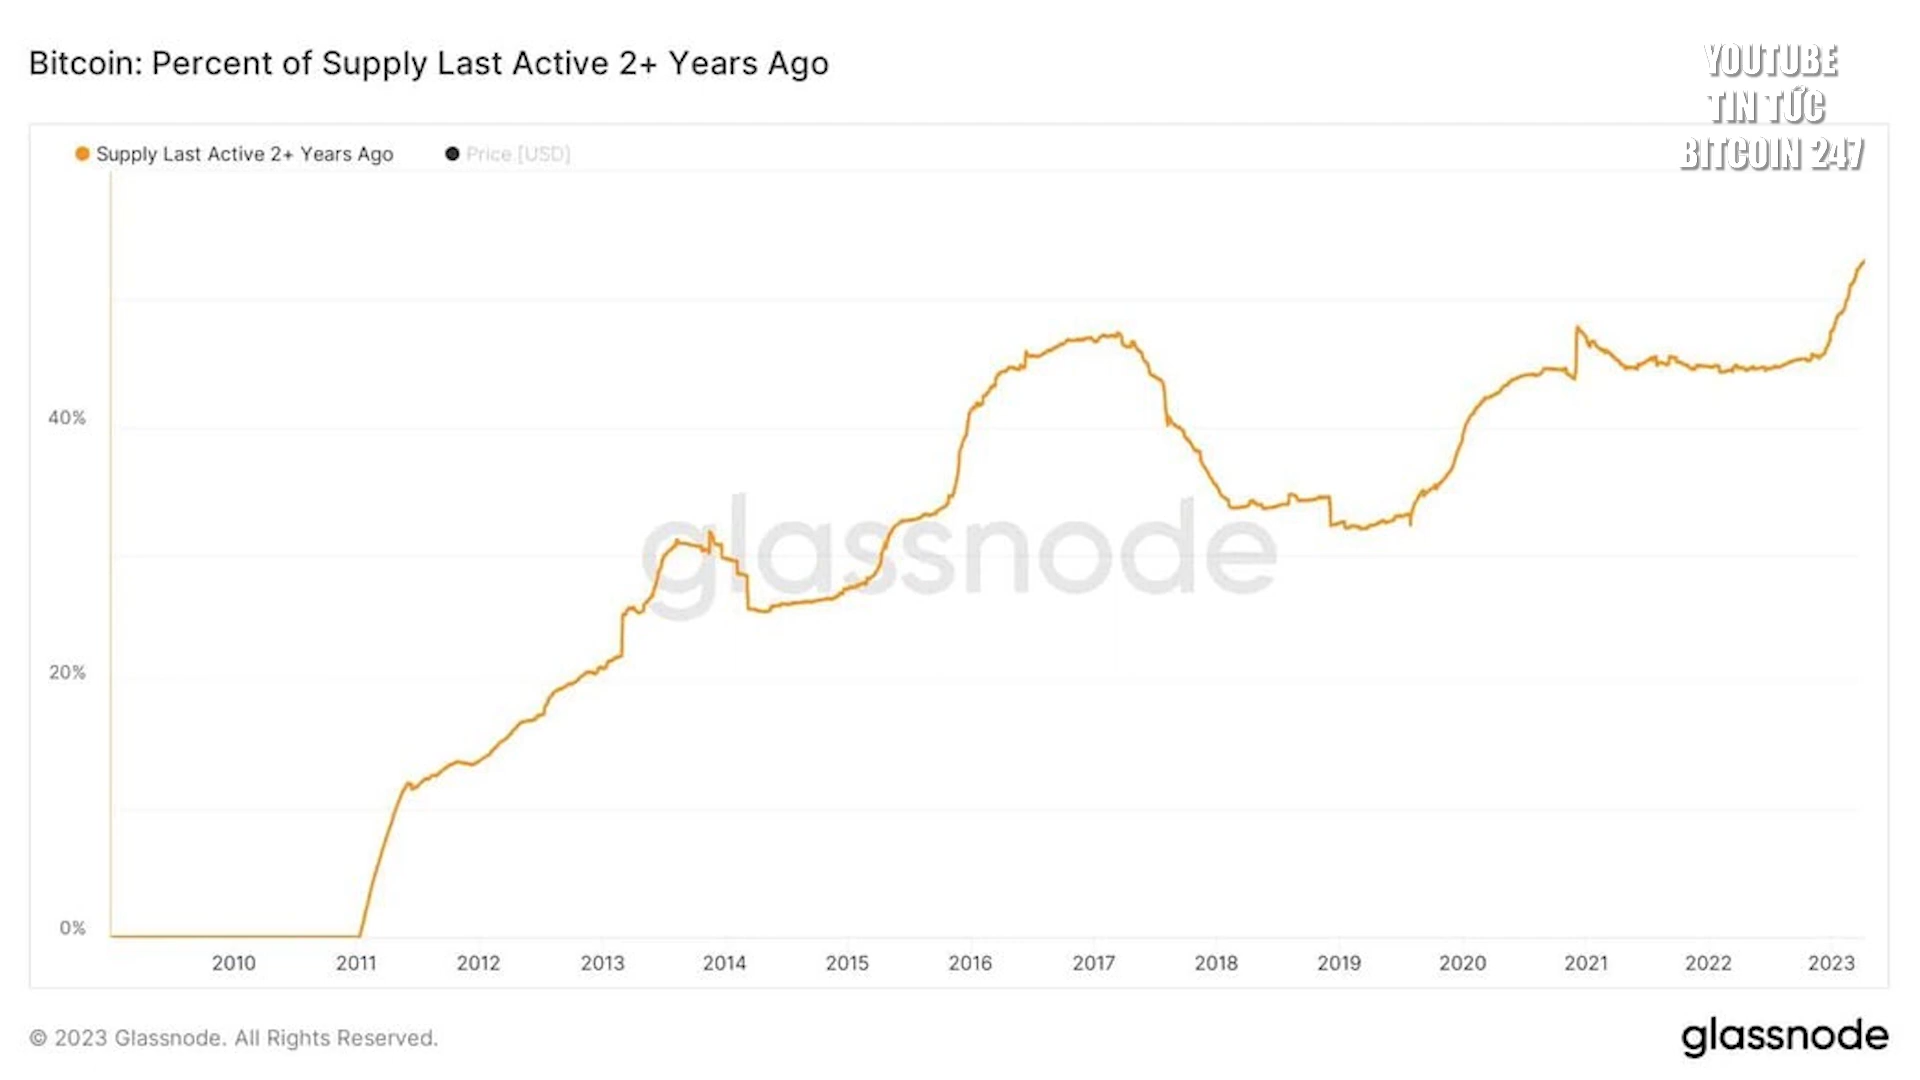 Bitcoin: Percent of Supply Last Active 2+ Years Ago
YOUTUBE
TIN TỨC
BITCOIN 247
Supply Last Active 2+ Years Ago
Price [USD]
glassnode
40%
20%
0%
2010 2011 2012 2013 2014 2015 2016 2017 2018 2019 2020 2021 2022 2023
© 2023 Glassnode. All Rights Reserved.
glassnode